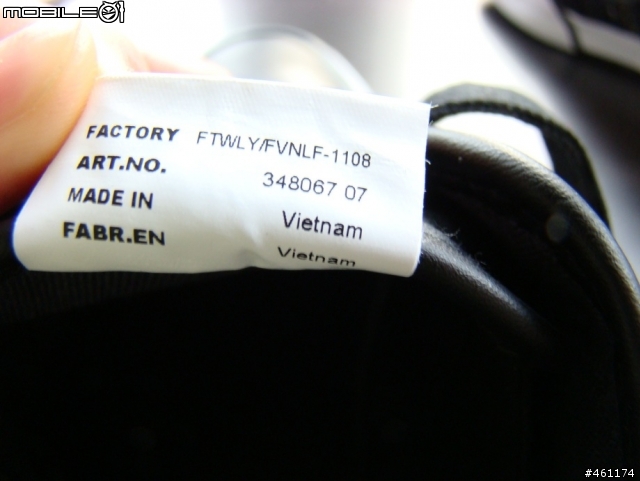 MOBILE01
FACTORY FTWLY/FVNLF-1108
ART.NO. 348067 07
MADE IN Vietnam
FABR.EN Vietnam
#461174